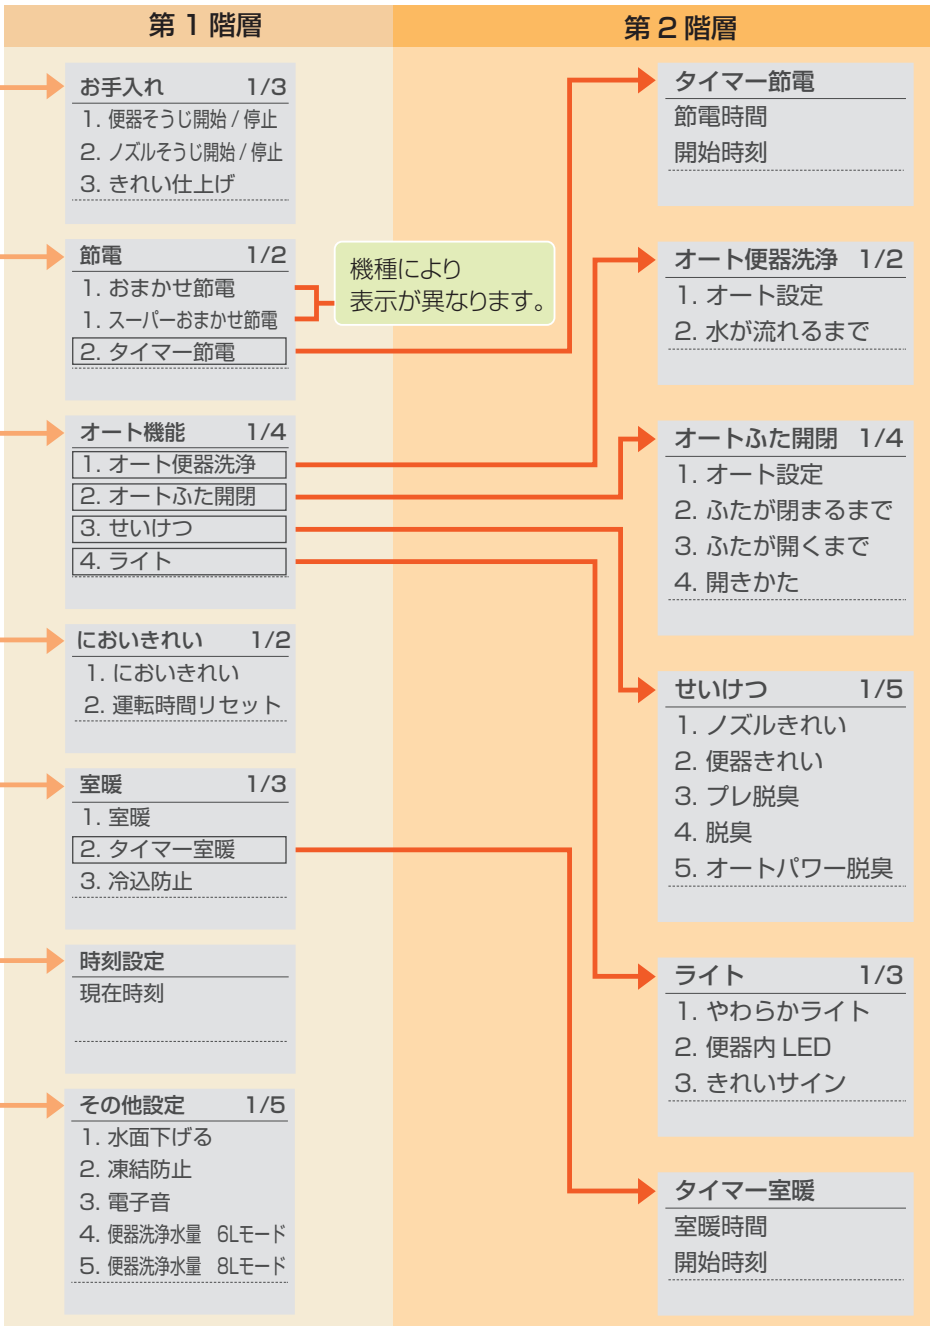 第 1 階層
お手入れ 1/3
1. 便器そうじ開始 / 停止
2. ノズルそうじ開始 / 停止
3. きれい仕上げ
節電 1/2
1. おまかせ節電
1. スーパーおまかせ節電
2. タイマー節電
機種により
表示が異なります。
オート機能 1/4
1. オート便器洗浄
2. オートふた開閉
3. せいけつ
4. ライト
においきれい 1/2
1. においきれい
2. 運転時間リセット
室暖 1/3
1. 室暖
2. タイマー室暖
3. 冷込防止
時刻設定
現在時刻
その他設定 1/5
1. 水面下げる
2. 凍結防止
3. 電子音
4. 便器洗浄水量 6Lモード
5. 便器洗浄水量 8Lモード
第 2 階層
タイマー節電
節電時間
開始時刻
オート便器洗浄 1/2
1. オート設定
2. 水が流れるまで
オートふた開閉 1/4
1. オート設定
2. ふたが閉まるまで
3. ふたが開くまで
4. 開きかた
せいけつ 1/5
1. ノズルきれい
2. 便器きれい
3. プレ脱臭
4. 脱臭
5. オートパワー脱臭
ライト 1/3
1. やわらかライト
2. 便器内 LED
3. きれいサイン
タイマー室暖
室暖時間
開始時刻